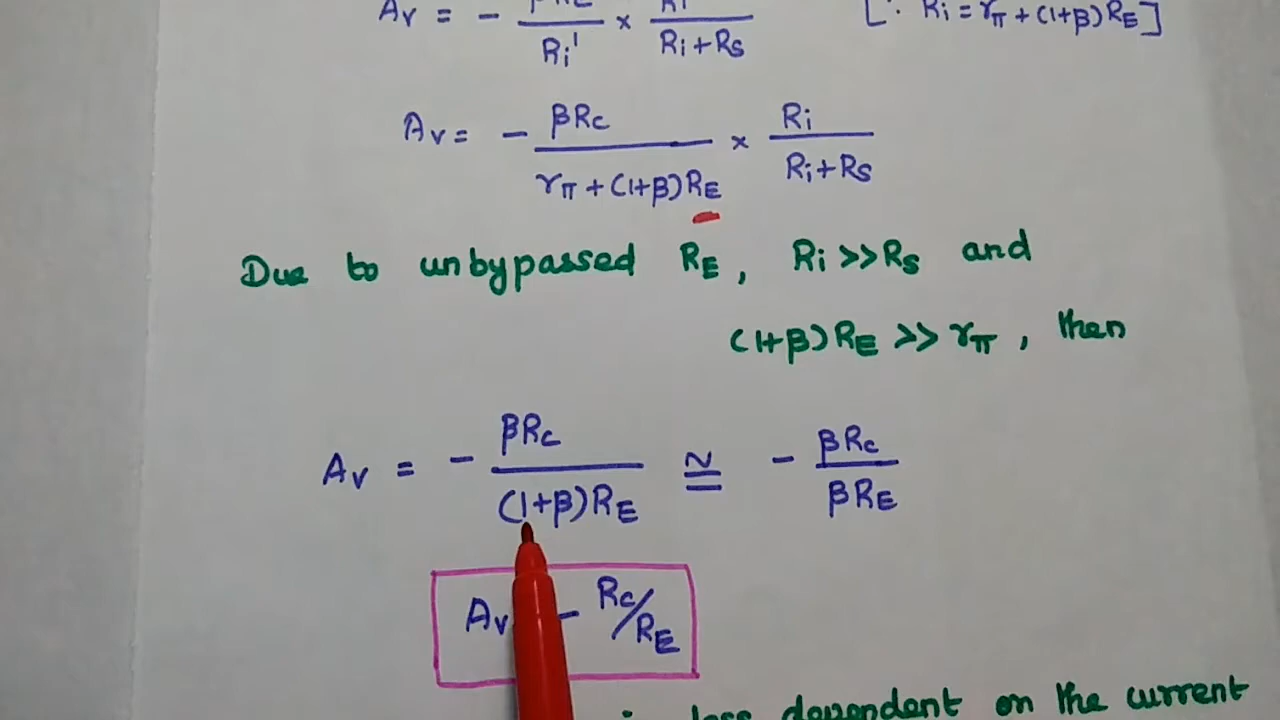 Av = - βRc/Ri' × Ri/Ri+Rs [∵ Ri' = rπ + (1+β)RE]
Av = - βRc/rπ + (1+β)RE × Ri/Ri+Rs
Due to unbypassed RE, Ri >> Rs and
(1+β)RE >> rπ, then
Av = - βRc/(1+β)RE ≅ - βRc/βRE
Av - Rc/RE
is less dependent on the current